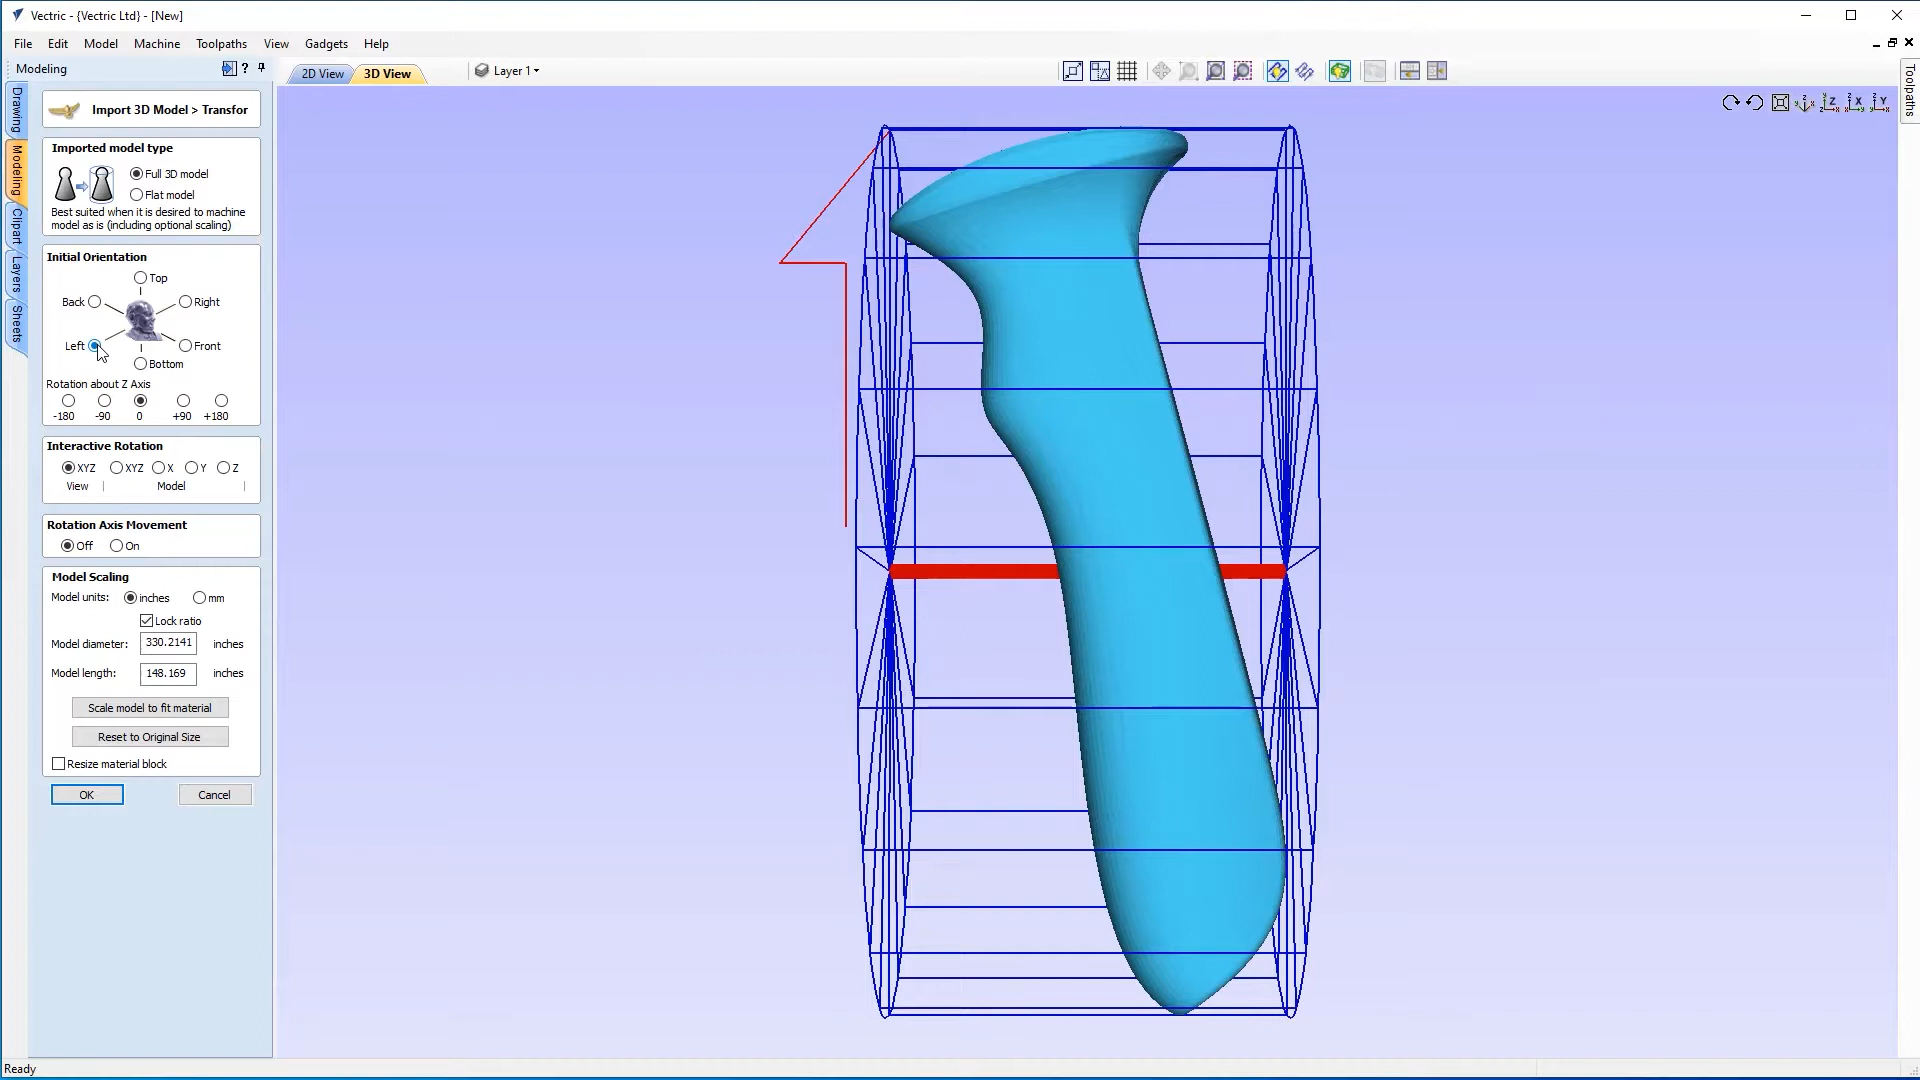 Vectric - {Vectric Ltd} - [New]
File Edit Model Machine Toolpaths View Gadgets Help
Modeling ?
2D View 3D View Layer 1
Drawing
Modeling
Clipart
Layers
Sheets
Toolpaths
Import 3D Model > Transfor
Imported model type
Full 3D model
Flat model
Best suited when it is desired to machine
model as is (including optional scaling)
Initial Orientation
Top
Back Right
Left Front
Bottom
Rotation about Z Axis
-180 -90 0 +90 +180
Interactive Rotation
XYZ XYZ X Y Z
View | Model |
Rotation Axis Movement
Off On
Model Scaling
Model units: inches mm
Lock ratio
Model diameter: 330.2141 inches
Model length: 148.169 inches
Scale model to fit material
Reset to Original Size
Resize material block
OK Cancel
Ready